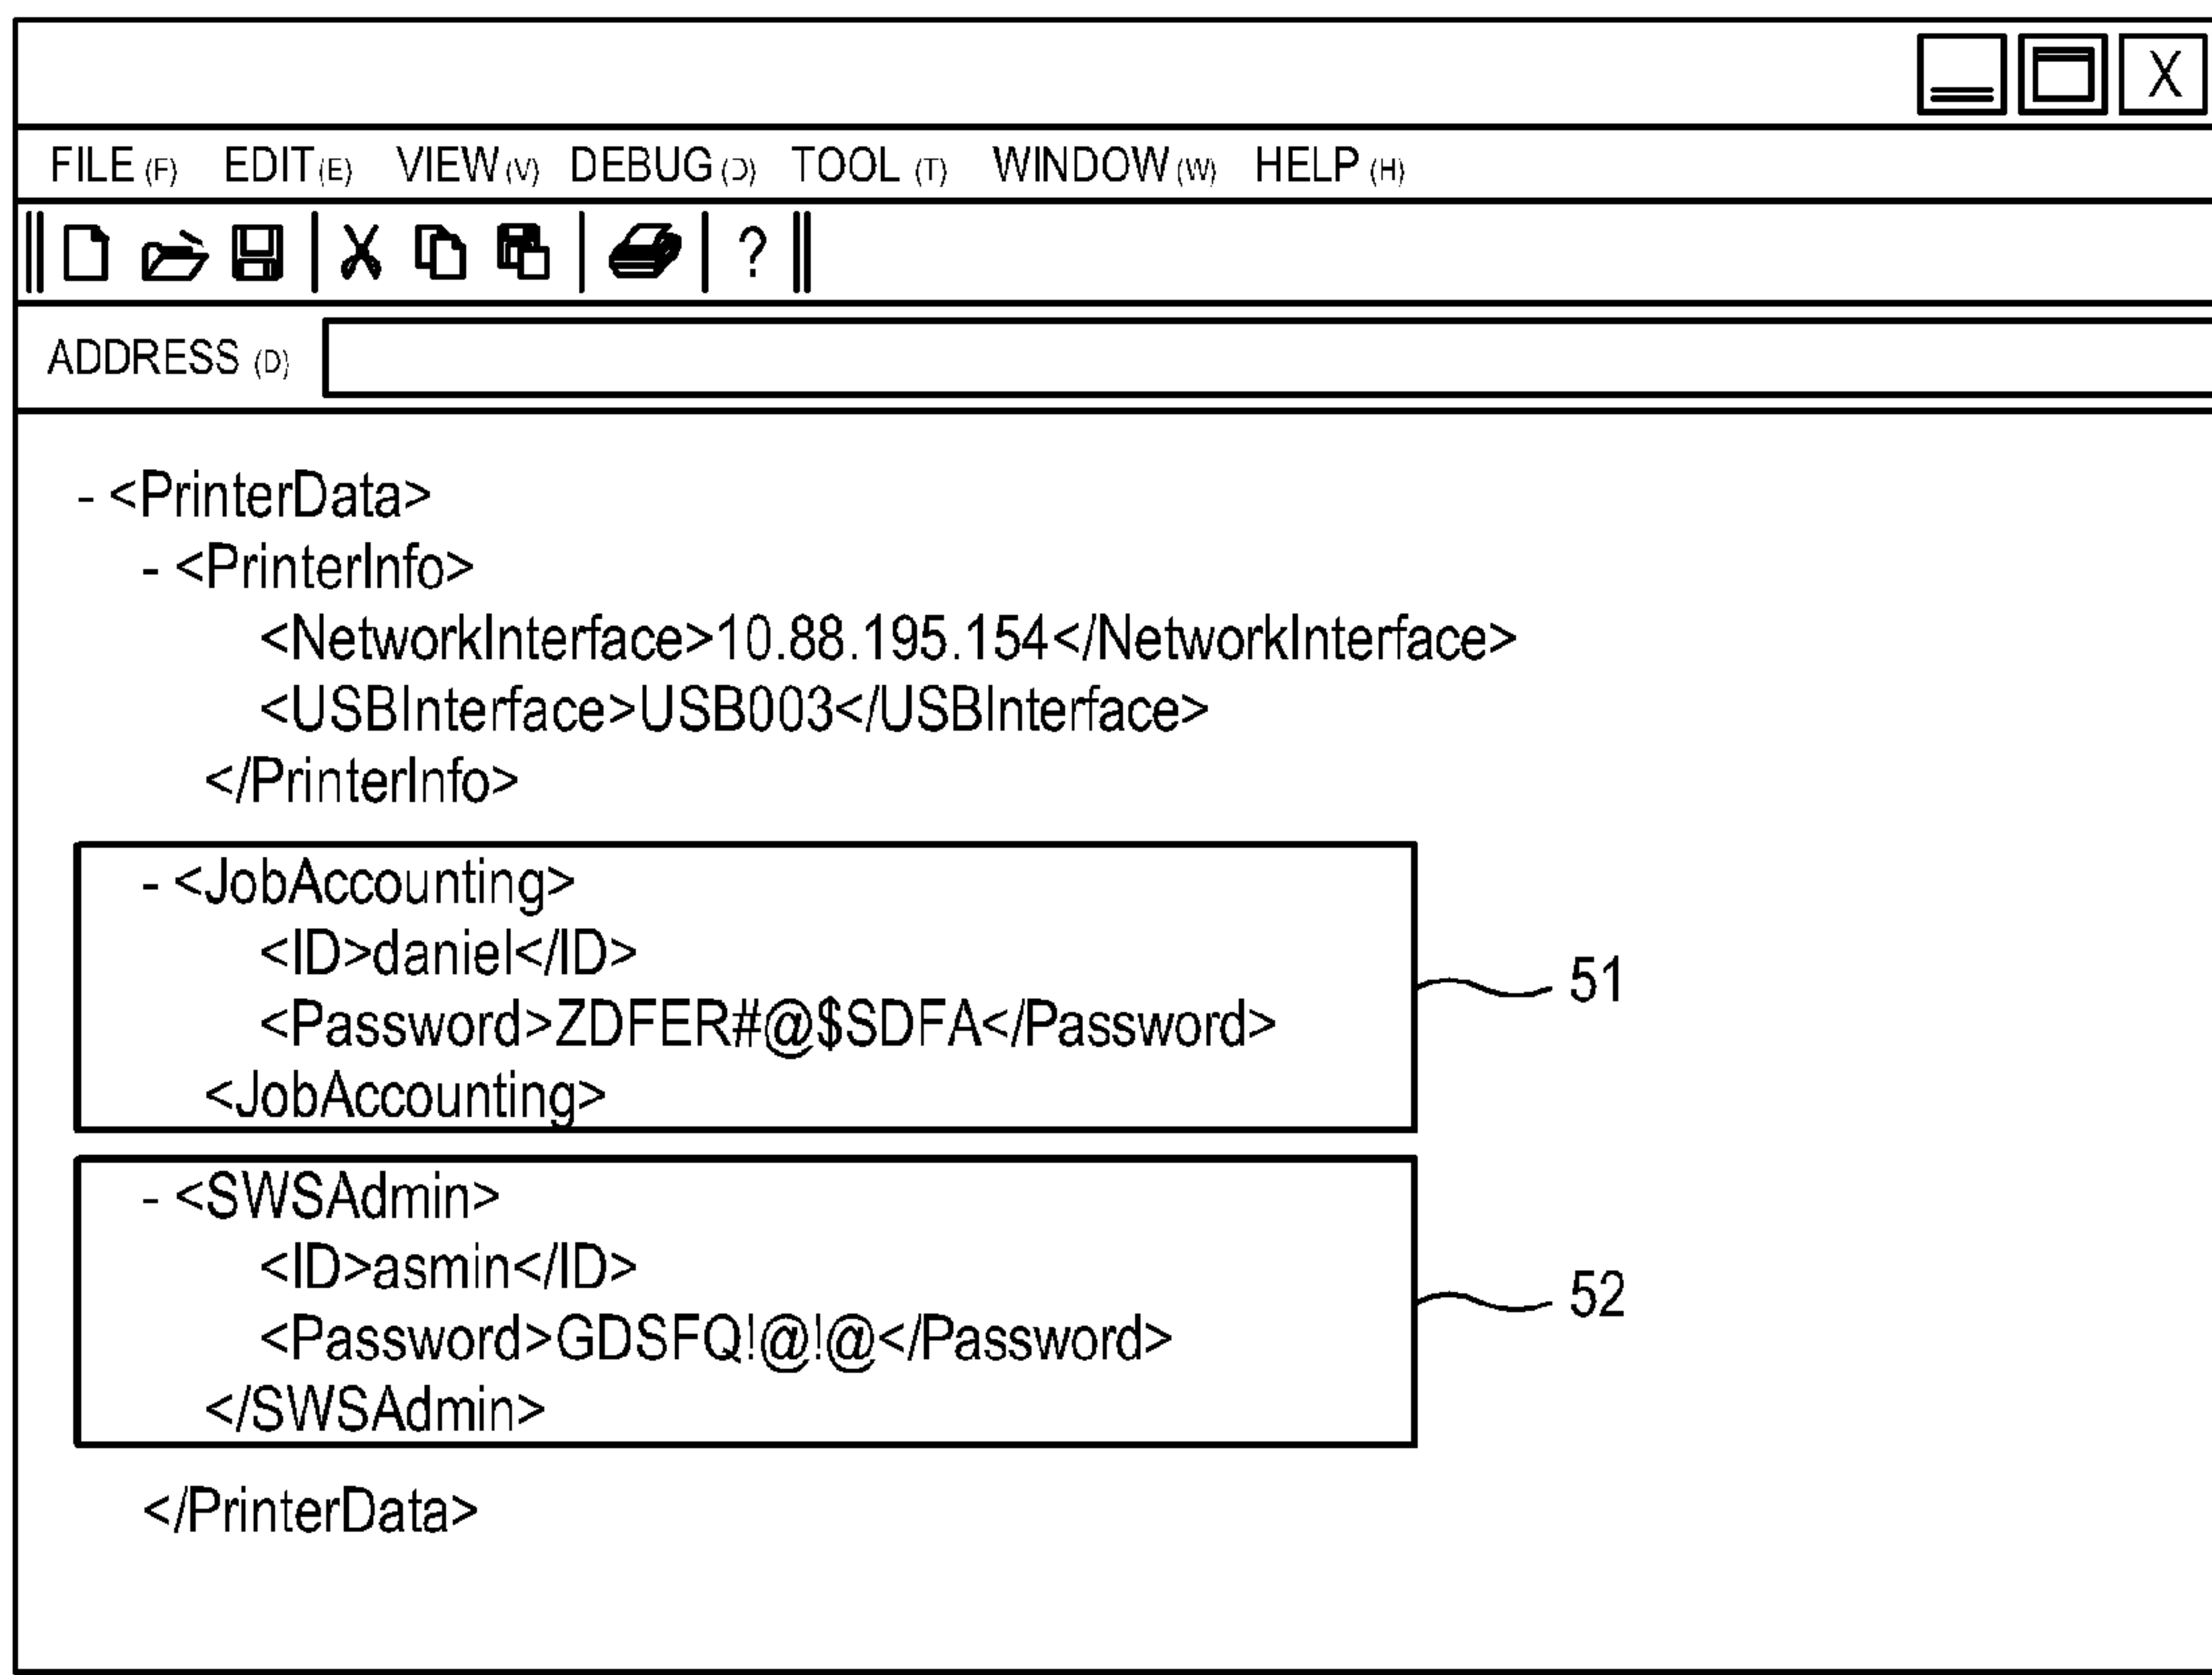 X
FILE (F) EDIT(E) VIEW(V) DEBUG(D) TOOL (T) WINDOW(W) HELP(H)
?
ADDRESS (D)
- <PrinterData>
- <PrinterInfo>
<NetworkInterface>10.88.195.154</NetworkInterface>
<USBInterface>USB003</USBInterface>
</PrinterInfo>
- <JobAccounting>
<ID>daniel</ID>
<Password>ZDFER#@$SDFA</Password>
51
<JobAccounting>
- <SWSAdmin>
<ID>asmin</ID>
<Password>GDSFQ!@!@</Password>
52
</SWSAdmin>
</PrinterData>